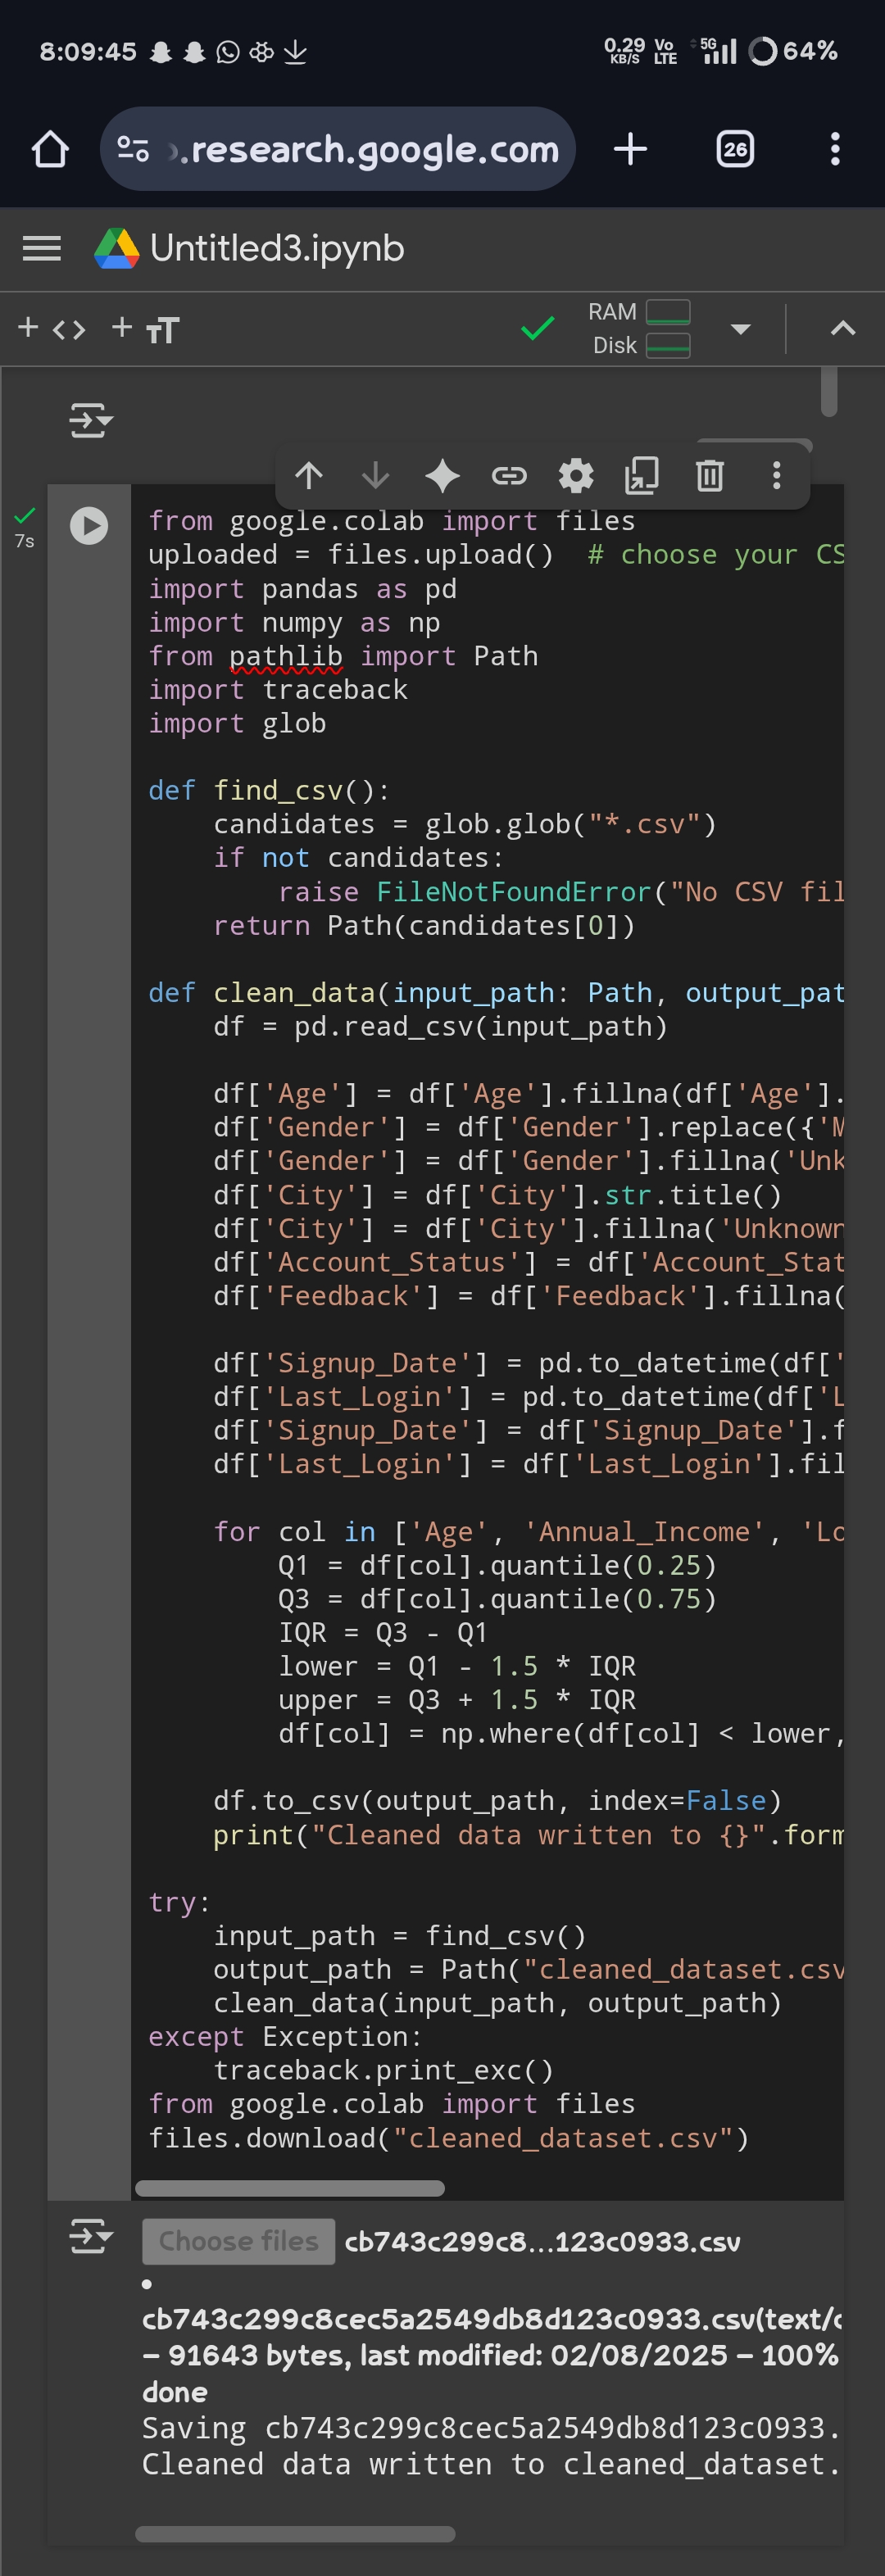 8:09:45 0.29 KB/S Vo LTE 5G 64%
.research.google.com 26
Untitled3.ipynb
+ <> + TT RAM Disk
from google.colab import files
7s
uploaded = files.upload()  # choose your CS
import pandas as pd
import numpy as np
from pathlib import Path
import traceback
import glob
def find_csv():
    candidates = glob.glob("*.csv")
    if not candidates:
        raise FileNotFoundError("No CSV fil
    return Path(candidates[0])
def clean_data(input_path: Path, output_pat
    df = pd.read_csv(input_path)
    df['Age'] = df['Age'].fillna(df['Age'].
    df['Gender'] = df['Gender'].replace({'M
    df['Gender'] = df['Gender'].fillna('Unk
    df['City'] = df['City'].str.title()
    df['City'] = df['City'].fillna('Unknown
    df['Account_Status'] = df['Account_Stat
    df['Feedback'] = df['Feedback'].fillna(
    df['Signup_Date'] = pd.to_datetime(df['
    df['Last_Login'] = pd.to_datetime(df['L
    df['Signup_Date'] = df['Signup_Date'].f
    df['Last_Login'] = df['Last_Login'].fil
    for col in ['Age', 'Annual_Income', 'Lo
        Q1 = df[col].quantile(0.25)
        Q3 = df[col].quantile(0.75)
        IQR = Q3 - Q1
        lower = Q1 - 1.5 * IQR
        upper = Q3 + 1.5 * IQR
        df[col] = np.where(df[col] < lower,
    df.to_csv(output_path, index=False)
    print("Cleaned data written to {}".form
try:
    input_path = find_csv()
    output_path = Path("cleaned_dataset.csv
    clean_data(input_path, output_path)
except Exception:
    traceback.print_exc()
from google.colab import files
files.download("cleaned_dataset.csv")
Choose files cb743c299c8...123c0933.csv
•
cb743c299c8cec5a2549db8d123c0933.csv(text/c
– 91643 bytes, last modified: 02/08/2025 – 100%
done
Saving cb743c299c8cec5a2549db8d123c0933.
Cleaned data written to cleaned_dataset.